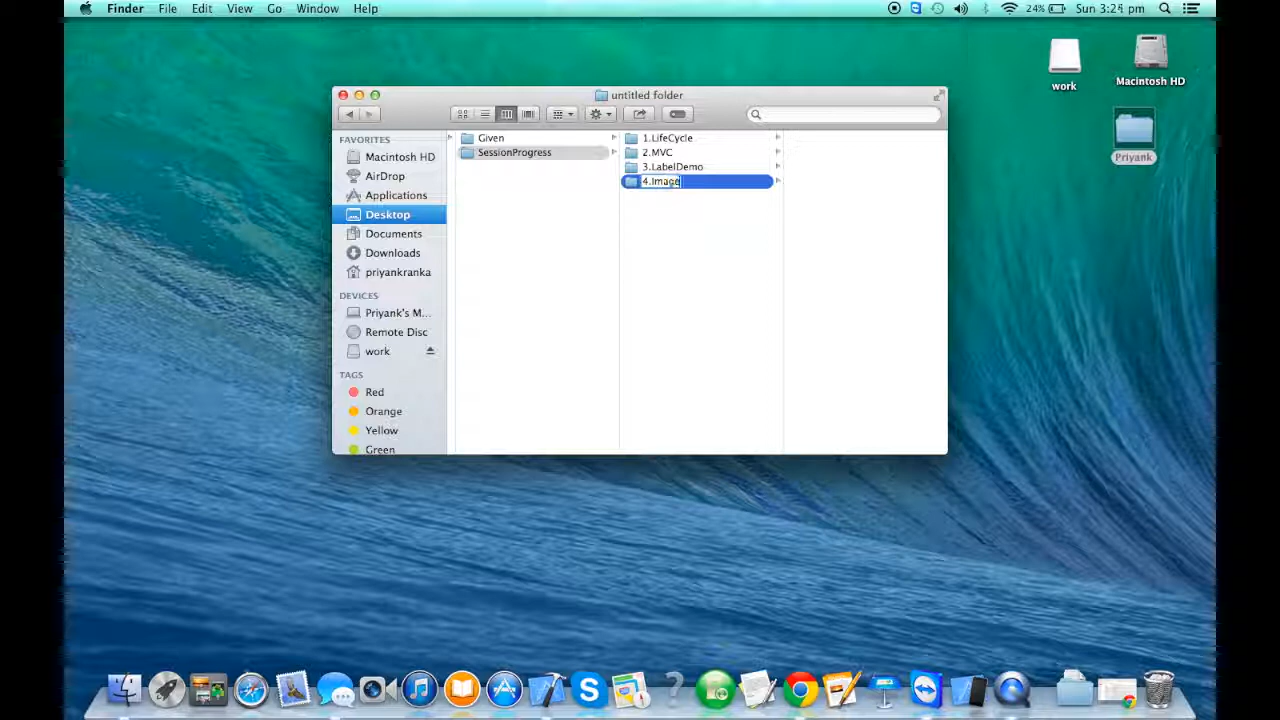 Finder File Edit View Go Window Help 24% Sun 3:24 pm
work
Macintosh HD
Priyank
untitled folder
FAVORITES
Macintosh HD
AirDrop
Applications
Desktop
Documents
Downloads
priyankranka
DEVICES
Priyank's M...
Remote Disc
work
TAGS
Red
Orange
Yellow
Green
Given
SessionProgress
1.LifeCycle
2.MVC
3.LabelDemo
4.Image